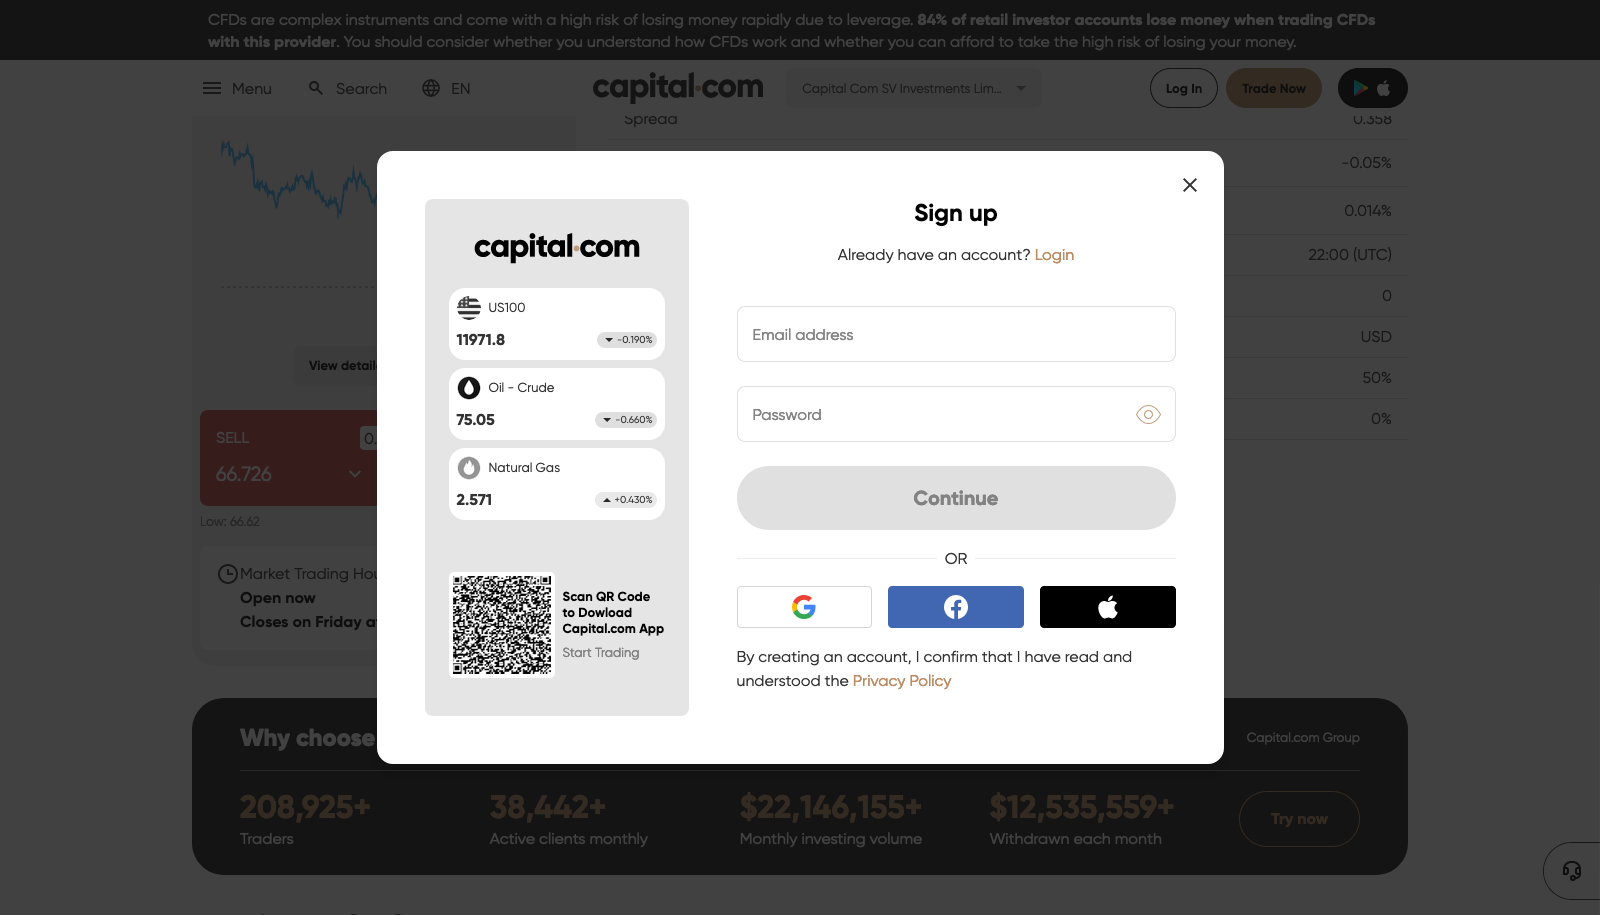 CFDs are complex instruments and come with a high risk of losing money rapidly due to leverage. 84% of retail investor accounts lose money when trading CFDs
with this provider. You should consider whether you understand how CFDs work and whether you can afford to take the high risk of losing your money.
Menu
Search
EN
capital.com
Capital Com SV Investments Lim...
Log In
Trade Now
Spread
0.358
-0.05%
0.014%
22:00 (UTC)
0
USD
50%
0%
View detail
SELL
0.
66.726
Low: 66.62
Market Trading Hou
Open now
Closes on Friday a
capital.com
US100
11971.8
-0.190%
Oil - Crude
75.05
-0.660%
Natural Gas
2.571
+0.430%
Scan QR Code
to Dowload
Capital.com App
Start Trading
Sign up
Already have an account? Login
Email address
Password
Continue
OR
By creating an account, I confirm that I have read and
understood the Privacy Policy
Why choose
Capital.com Group
208,925+
Traders
38,442+
Active clients monthly
$22,146,155+
Monthly investing volume
$12,535,559+
Withdrawn each month
Try now